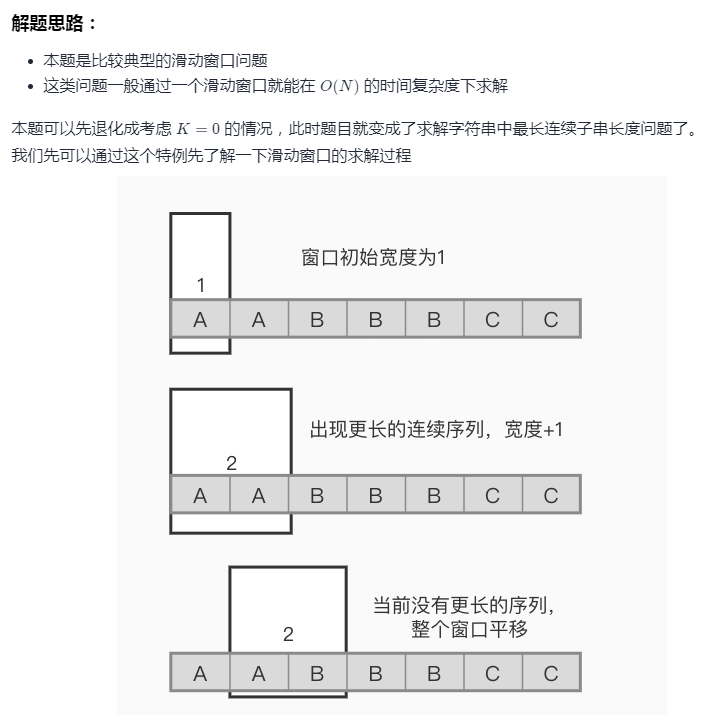 解题思路：
本题是比较典型的滑动窗口问题
这类问题一般通过一个滑动窗口就能在 O(N) 的时间复杂度下求解
本题可以先退化成考虑 K = 0 的情况，此时题目就变成了求解字符串中最长连续子串长度问题了。
我们先可以通过这个特例先了解一下滑动窗口的求解过程
窗口初始宽度为1
1
A A B B B C C
出现更长的连续序列，宽度+1
2
A A B B B C C
当前没有更长的序列，
整个窗口平移
2
A A B B B C C